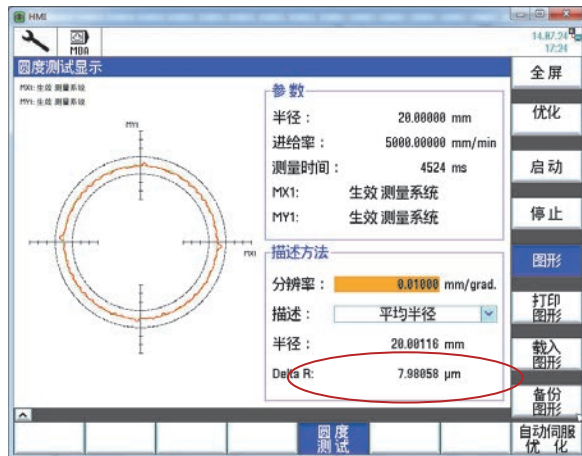 HMI
MDA
14.07.24
17:24
圆度测试显示
MX1: 生效 测量系统
MY1: 生效 测量系统
MY1
MX1
参数
半径： 20.00000 mm
进给率： 5000.00000 mm/min
测量时间： 4524 ms
MX1: 生效 测量系统
MY1: 生效 测量系统
描述方法
分辨率： 0.01000 mm/grad.
描述： 平均半径
半径： 20.00116 mm
Delta R: 7.98058 μm
全屏
优化
启动
停止
图形
打印
图形
载入
图形
备份
图形
圆度
测试
自动伺服
优化